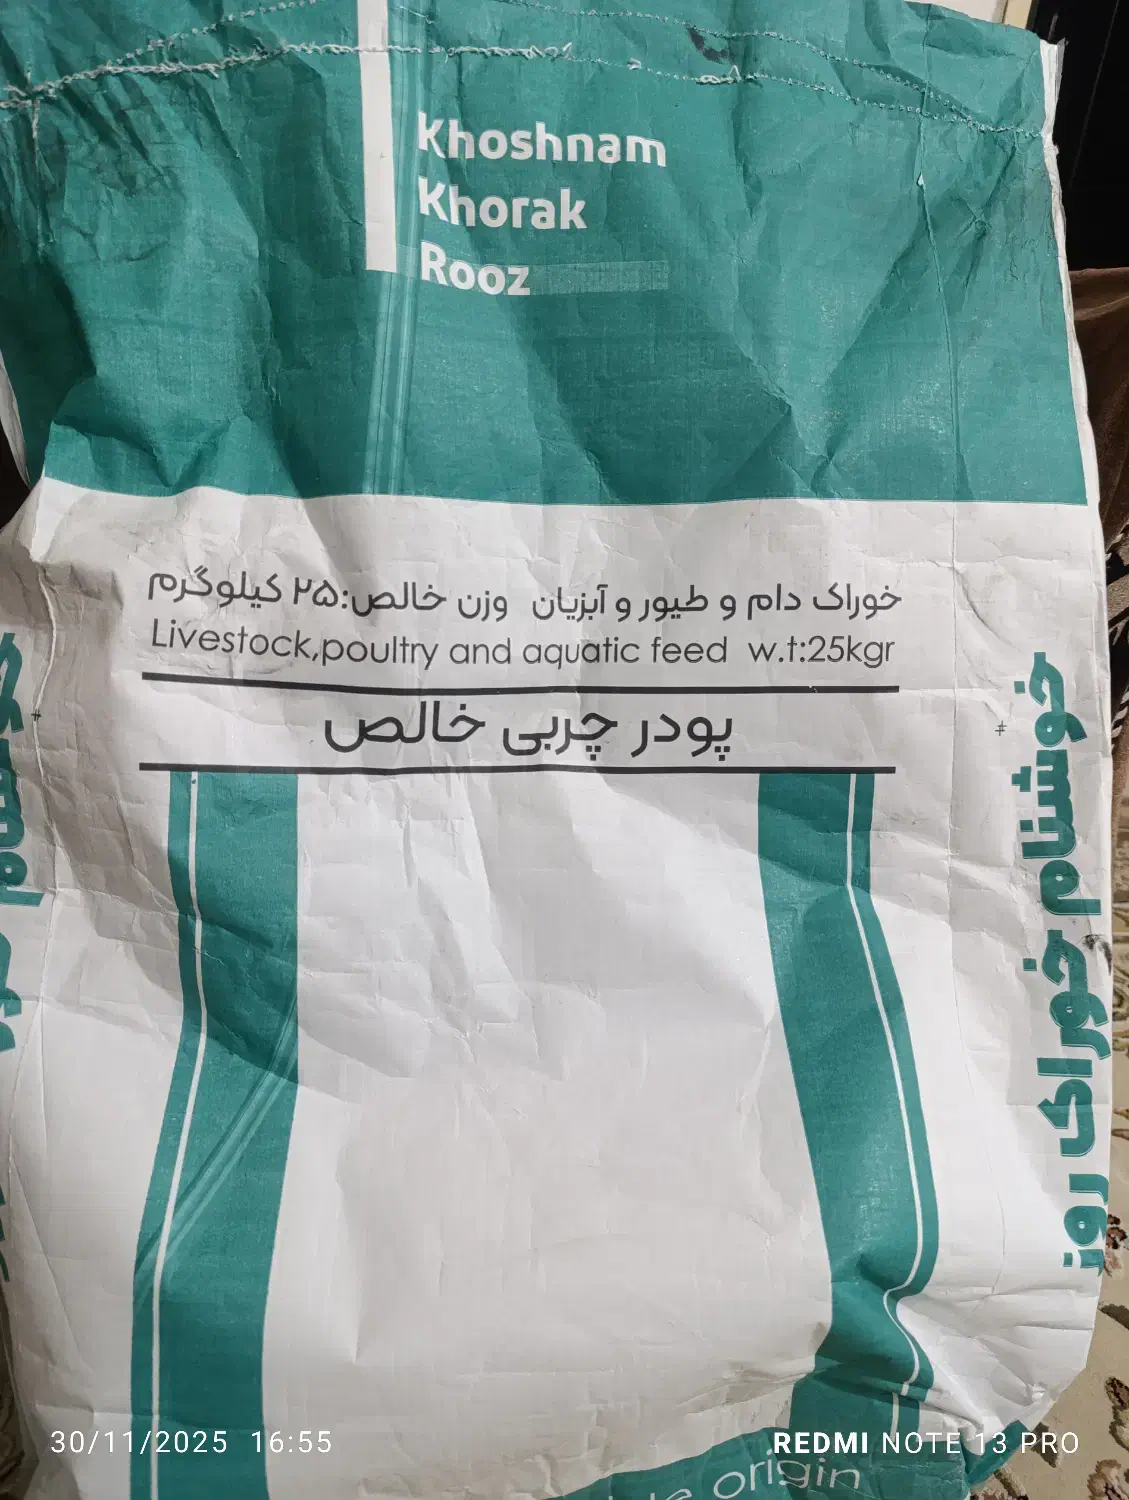 Khoshnam
Khorak
Rooz
خوراک دام و طیور و آبزیان وزن خالص:۲۵ کیلوگرم
Livestock,poultry and aquatic feed w.t:25kgr
پودر چربی خالص
خوشنام خوراک روز
origin
30/11/2025 16:55
REDMI NOTE 13 PRO